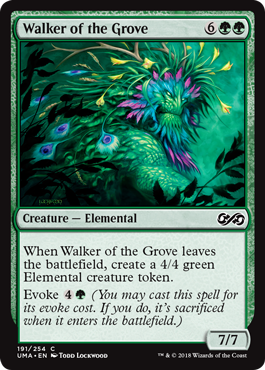 Walker of the Grove 6
Creature — Elemental
When Walker of the Grove leaves
the battlefield, create a 4/4 green
Elemental creature token.
Evoke 4 (You may cast this spell for
its evoke cost. If you do, it's sacrificed
when it enters the battlefield.)
7/7
191/254 C
UMA • EN Todd Lockwood
™ & © 2018 Wizards of the Coast